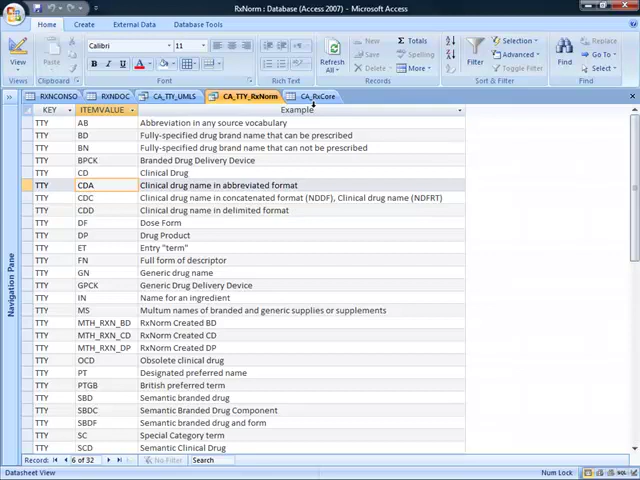 RxNorm : Database (Access 2007) - Microsoft Access
Home Create External Data Database Tools
View
Views
Paste
Clipboard
Calibri 11
B I U
Font
Rich Text
Refresh All
New
Save
Delete
Totals
Spelling
More
Records
Filter
Selection
Advanced
Toggle Filter
Sort & Filter
Find
Replace
Go To
Select
Find
RXNCONSO RXNDOC CA_TTY_UMLS CA_TTY_RxNorm CA_RxCore
KEY ITEMVALUE Example
TTY AB Abbreviation in any source vocabulary
TTY BD Fully-specified drug brand name that can be prescribed
TTY BN Fully-specified drug brand name that can not be prescribed
TTY BPCK Branded Drug Delivery Device
TTY CD Clinical Drug
TTY CDA Clinical drug name in abbreviated format
TTY CDC Clinical drug name in concatenated format (NDDF), Clinical drug name (NDFRT)
TTY CDD Clinical drug name in delimited format
TTY DF Dose Form
TTY DP Drug Product
TTY ET Entry "term"
TTY FN Full form of descriptor
TTY GN Generic drug name
TTY GPCK Generic Drug Delivery Device
TTY IN Name for an ingredient
TTY MS Multum names of branded and generic supplies or supplements
TTY MTH_RXN_BD RxNorm Created BD
TTY MTH_RXN_CD RxNorm Created CD
TTY MTH_RXN_DP RxNorm Created DP
TTY OCD Obsolete clinical drug
TTY PT Designated preferred name
TTY PTGB British preferred term
TTY SBD Semantic branded drug
TTY SBDC Semantic Branded Drug Component
TTY SBDF Semantic branded drug and form
TTY SC Special Category term
TTY SCD Semantic Clinical Drug
Navigation Pane
Record: 6 of 32 No Filter Search
Datasheet View Num Lock